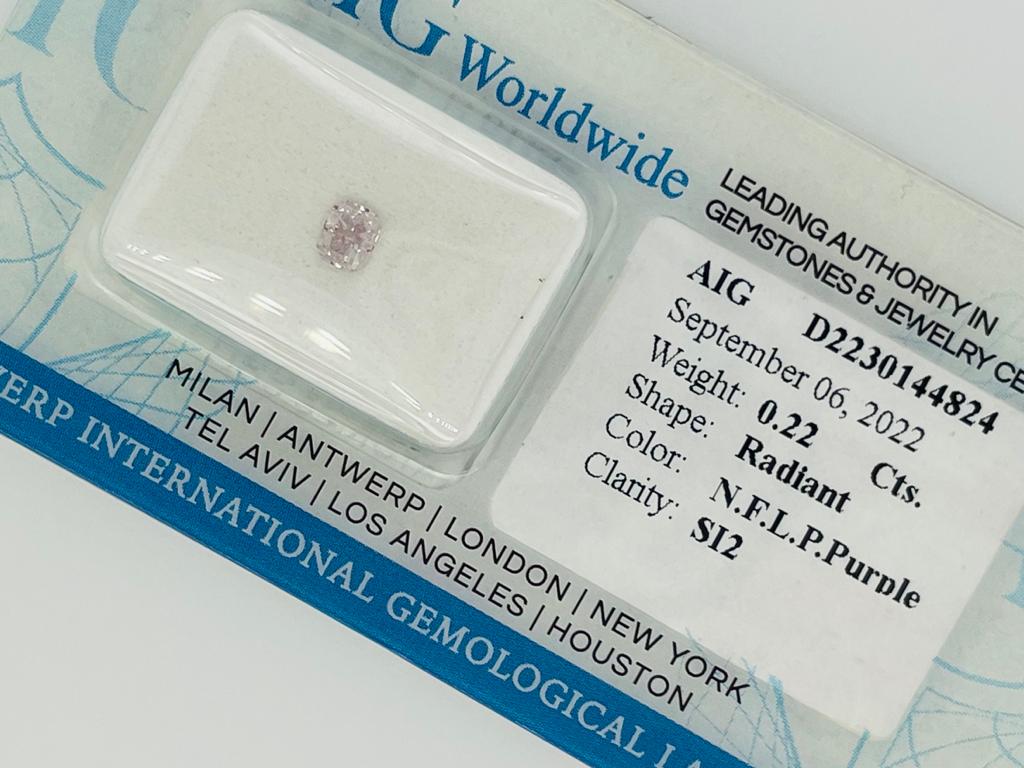 Worldwide
LEADING AUTHORITY IN
GEMSTONES & JEWELRY
AIG D2230144824
September 06, 2022
Weight: 0.22 Cts.
Shape: Radiant
Color: N.F.L.P.Purple
Clarity: SI2
MILAN | ANTWERP | LONDON | NEW YORK
TEL AVIV | LOS ANGELES | HOUSTON
INTERNATIONAL GEMOLOGICAL